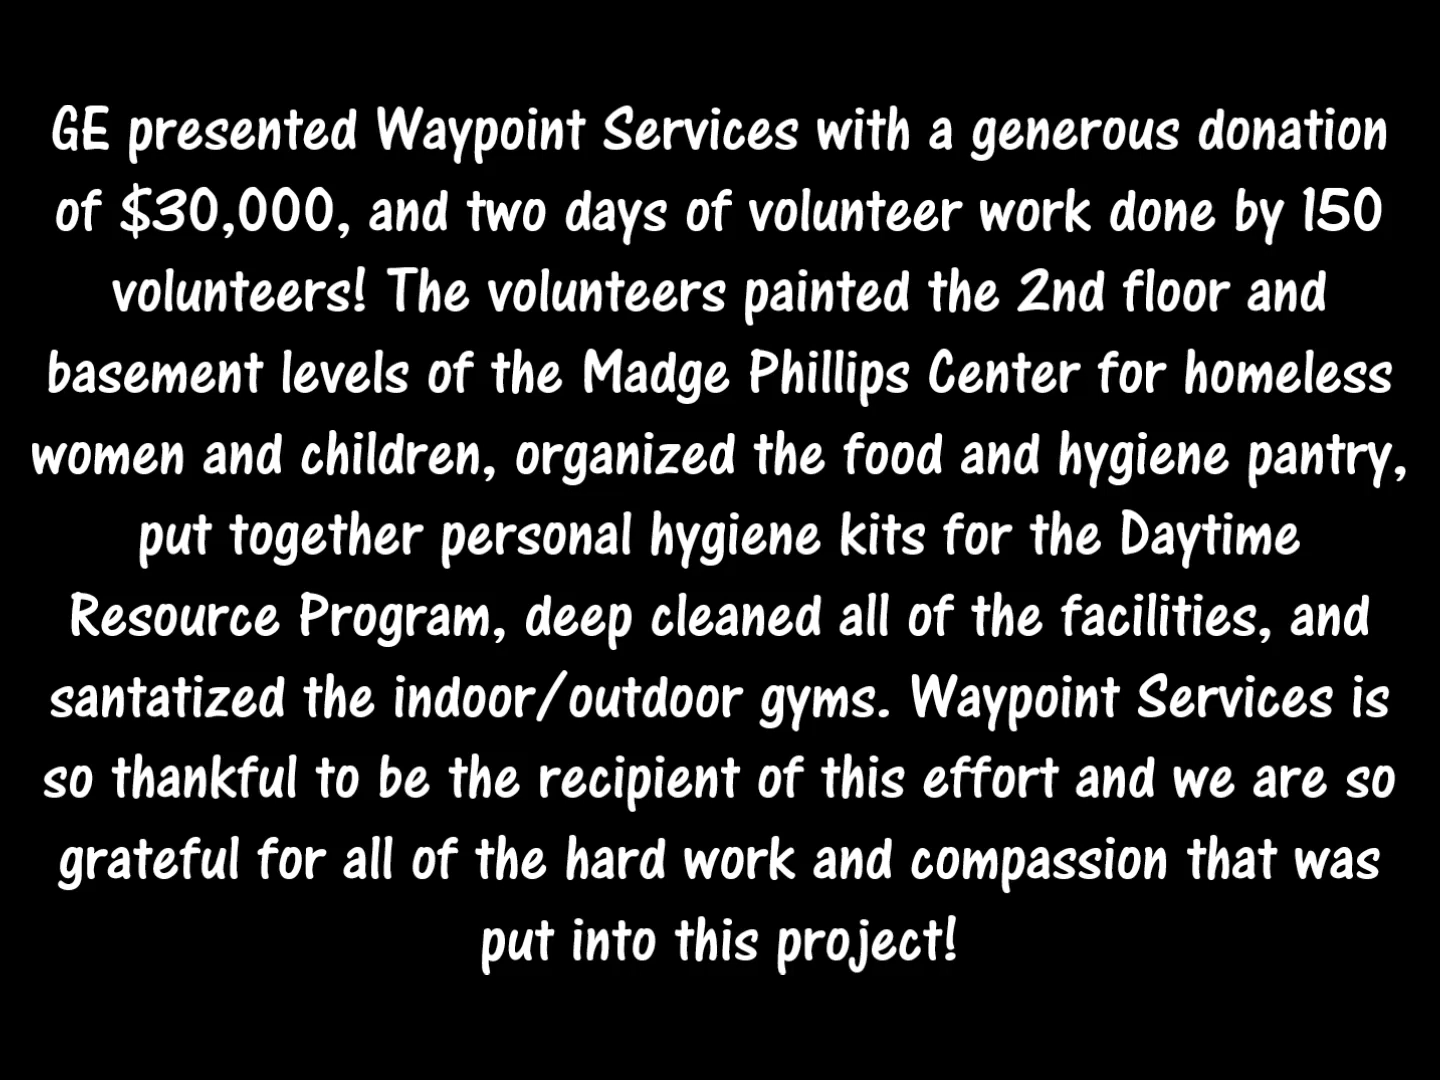 GE presented Waypoint Services with a generous donation
of $30,000, and two days of volunteer work done by 150
volunteers! The volunteers painted the 2nd floor and
basement levels of the Madge Phillips Center for homeless
women and children, organized the food and hygiene pantry,
put together personal hygiene kits for the Daytime
Resource Program, deep cleaned all of the facilities, and
santatized the indoor/outdoor gyms. Waypoint Services is
so thankful to be the recipient of this effort and we are so
grateful for all of the hard work and compassion that was
put into this project!